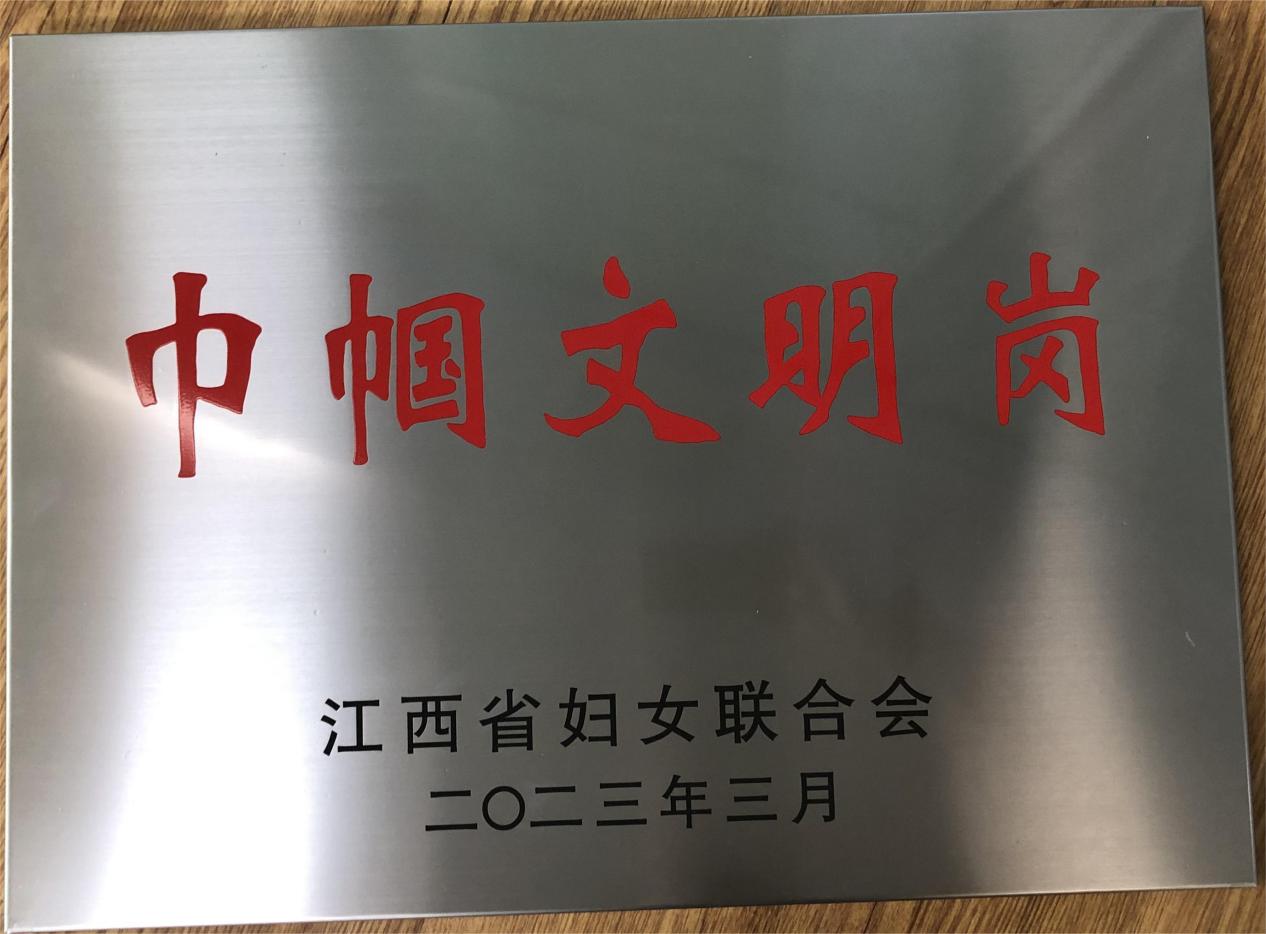 巾帼文明岗
江西省妇女联合会
二〇二三年三月